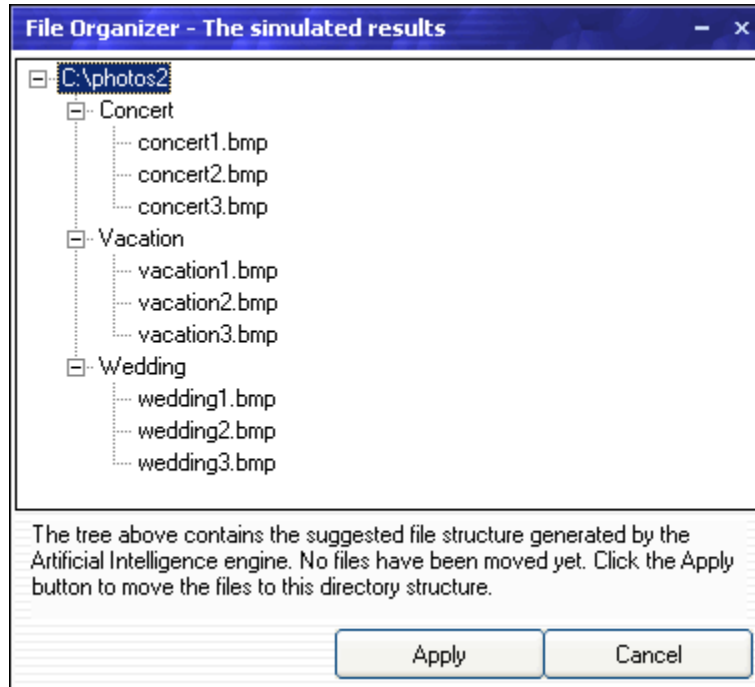 File Organizer - The simulated results
C:\photos2
Concert
concert1.bmp
concert2.bmp
concert3.bmp
Vacation
vacation1.bmp
vacation2.bmp
vacation3.bmp
Wedding
wedding1.bmp
wedding2.bmp
wedding3.bmp
The tree above contains the suggested file structure generated by the
Artificial Intelligence engine. No files have been moved yet. Click the Apply
button to move the files to this directory structure.
Apply
Cancel